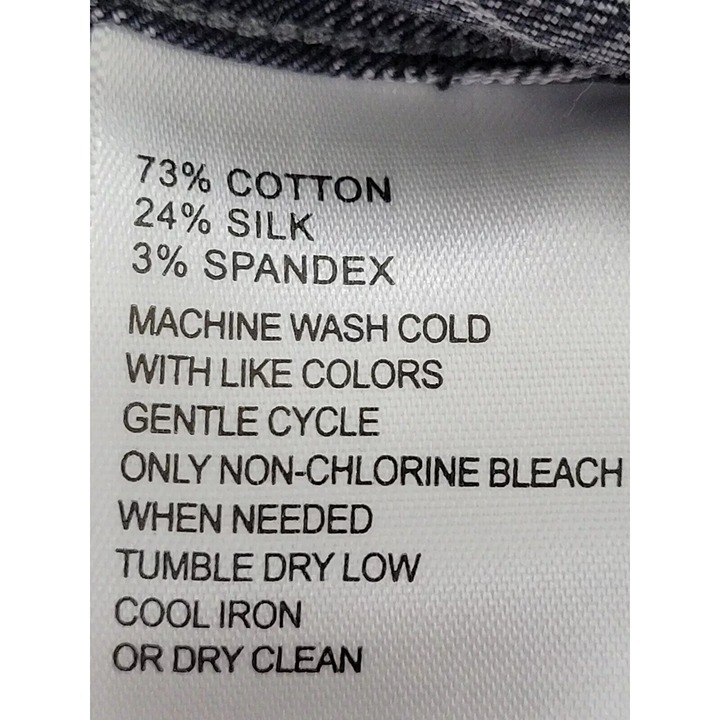 73% COTTON
24% SILK
3% SPANDEX
MACHINE WASH COLD
WITH LIKE COLORS
GENTLE CYCLE
ONLY NON-CHLORINE BLEACH
WHEN NEEDED
TUMBLE DRY LOW
COOL IRON
OR DRY CLEAN